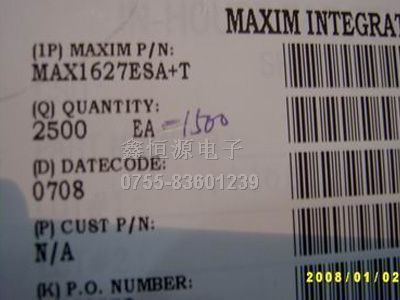 MAXIM INTEGRAT
(1P) MAXIM P/N:
MAX1627ESA+T
(Q) QUANTITY:
2500 EA -1500
鑫恒源电子
(D) DATECODE:
0755-83601239
0708
(P) CUST P/N:
N/A
(K) P.O. NUMBER:
2008/01/02